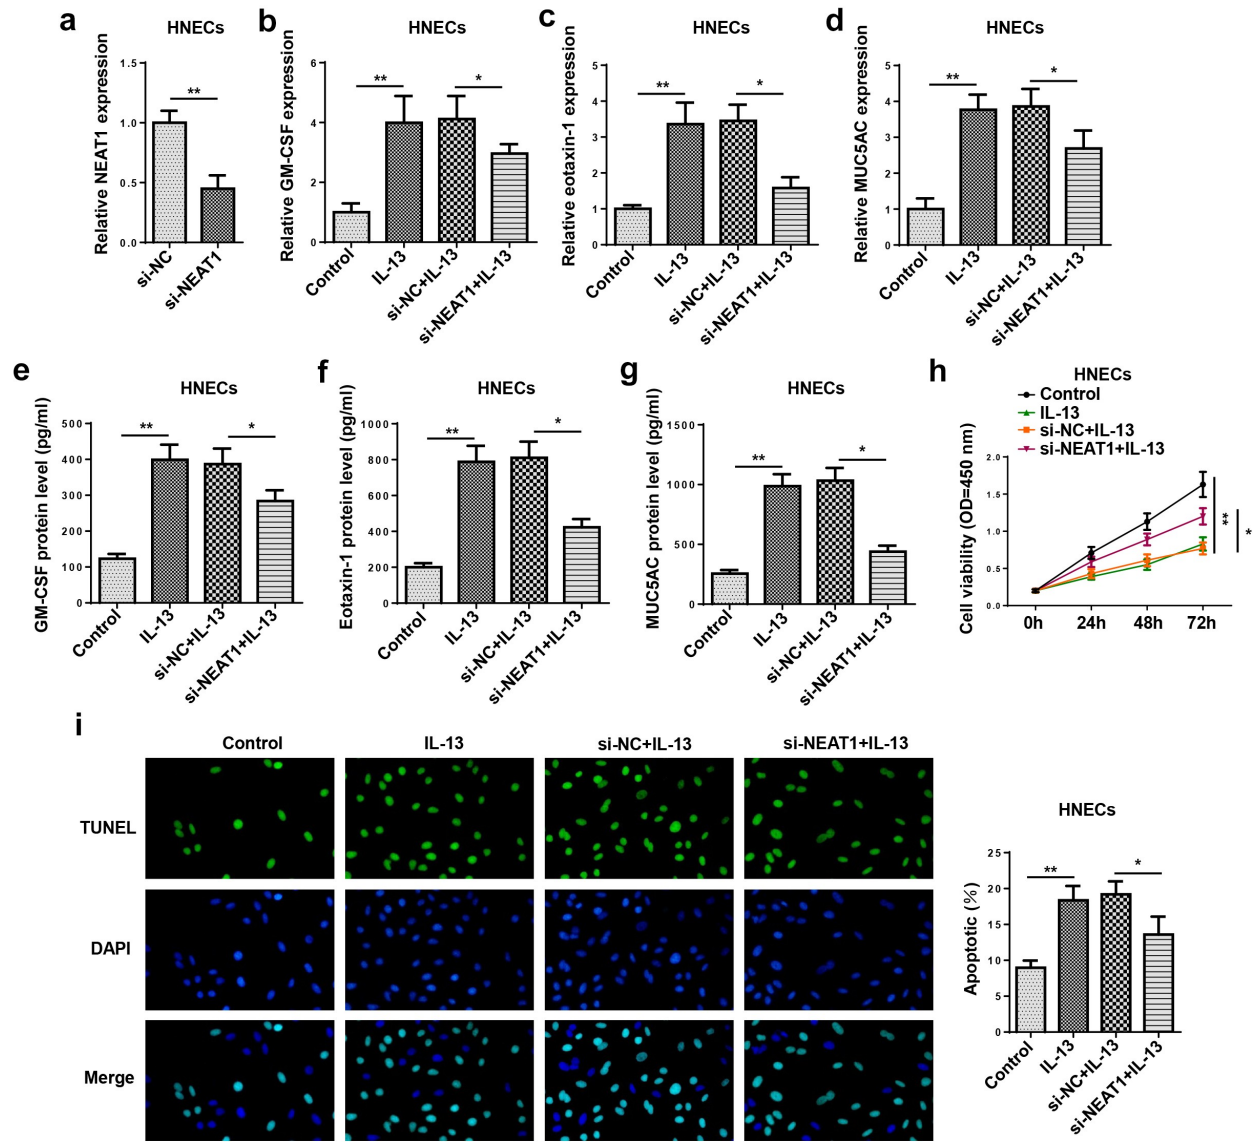 a
HNECs
Relative NEAT1 expression
1.5
1.0
0.5
0.0
**
si-NC
si-NEAT1
b
HNECs
Relative GM-CSF expression
6
4
2
0
**
*
Control
IL-13
si-NC+IL-13
si-NEAT1+IL-13
c
HNECs
Relative eotaxin-1 expression
5
4
3
2
1
0
**
*
Control
IL-13
si-NC+IL-13
si-NEAT1+IL-13
d
HNECs
Relative MUC5AC expression
5
4
3
2
1
0
**
*
Control
IL-13
si-NC+IL-13
si-NEAT1+IL-13
e
HNECs
GM-CSF protein level (pg/ml)
500
400
300
200
100
0
**
*
Control
IL-13
si-NC+IL-13
si-NEAT1+IL-13
f
HNECs
Eotaxin-1 protein level (pg/ml)
1000
800
600
400
200
0
**
*
Control
IL-13
si-NC+IL-13
si-NEAT1+IL-13
g
HNECs
MUC5AC protein level (pg/ml)
1500
1000
500
0
**
*
Control
IL-13
si-NC+IL-13
si-NEAT1+IL-13
h
HNECs
Control
IL-13
si-NC+IL-13
si-NEAT1+IL-13
Cell viability (OD=450 nm)
2.0
1.5
1.0
0.5
0.0
**
*
0h 24h 48h 72h
i
Control IL-13 si-NC+IL-13 si-NEAT1+IL-13
TUNEL
DAPI
Merge
HNECs
Apoptotic (%)
25
20
15
10
5
0
**
*
Control
IL-13
si-NC+IL-13
si-NEAT1+IL-13